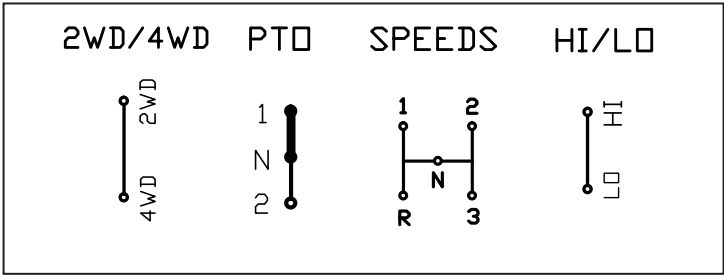 2WD/4WD PTO SPEEDS HI/LO
2WD
4WD
1
N
2
1 2
N
R 3
HI
LO